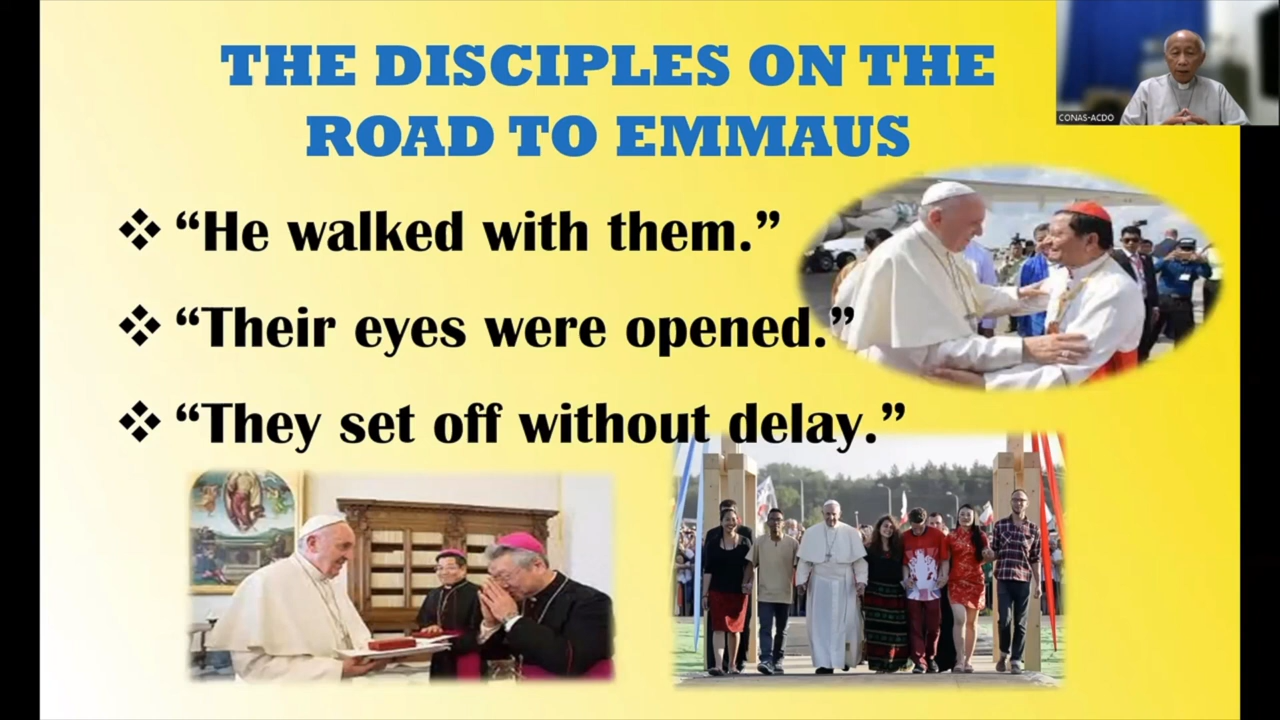 THE DISCIPLES ON THE
ROAD TO EMMAUS
CONAS-ACDO
❖ “He walked with them.”
❖ “Their eyes were opened.”
❖ “They set off without delay.”